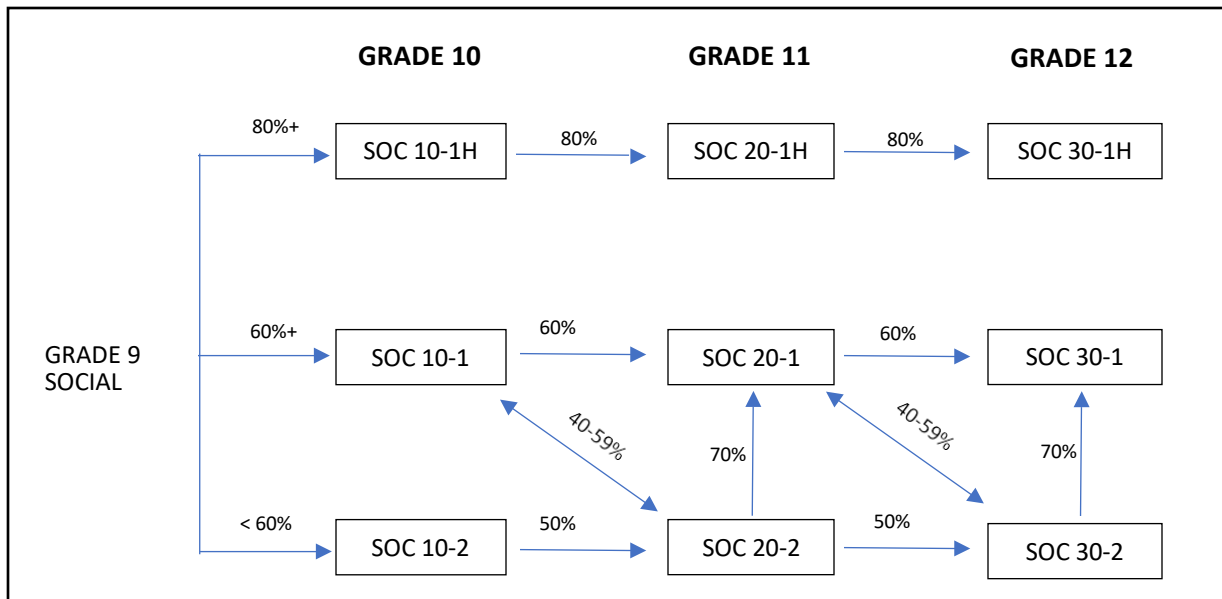 GRADE 10 GRADE 11 GRADE 12
80%+ 80% 80%
SOC 10-1H SOC 20-1H SOC 30-1H
60%+ 60% 60%
GRADE 9
SOCIAL
SOC 10-1 SOC 20-1 SOC 30-1
40-59% 70% 40-59% 70%
< 60% 50% 50%
SOC 10-2 SOC 20-2 SOC 30-2